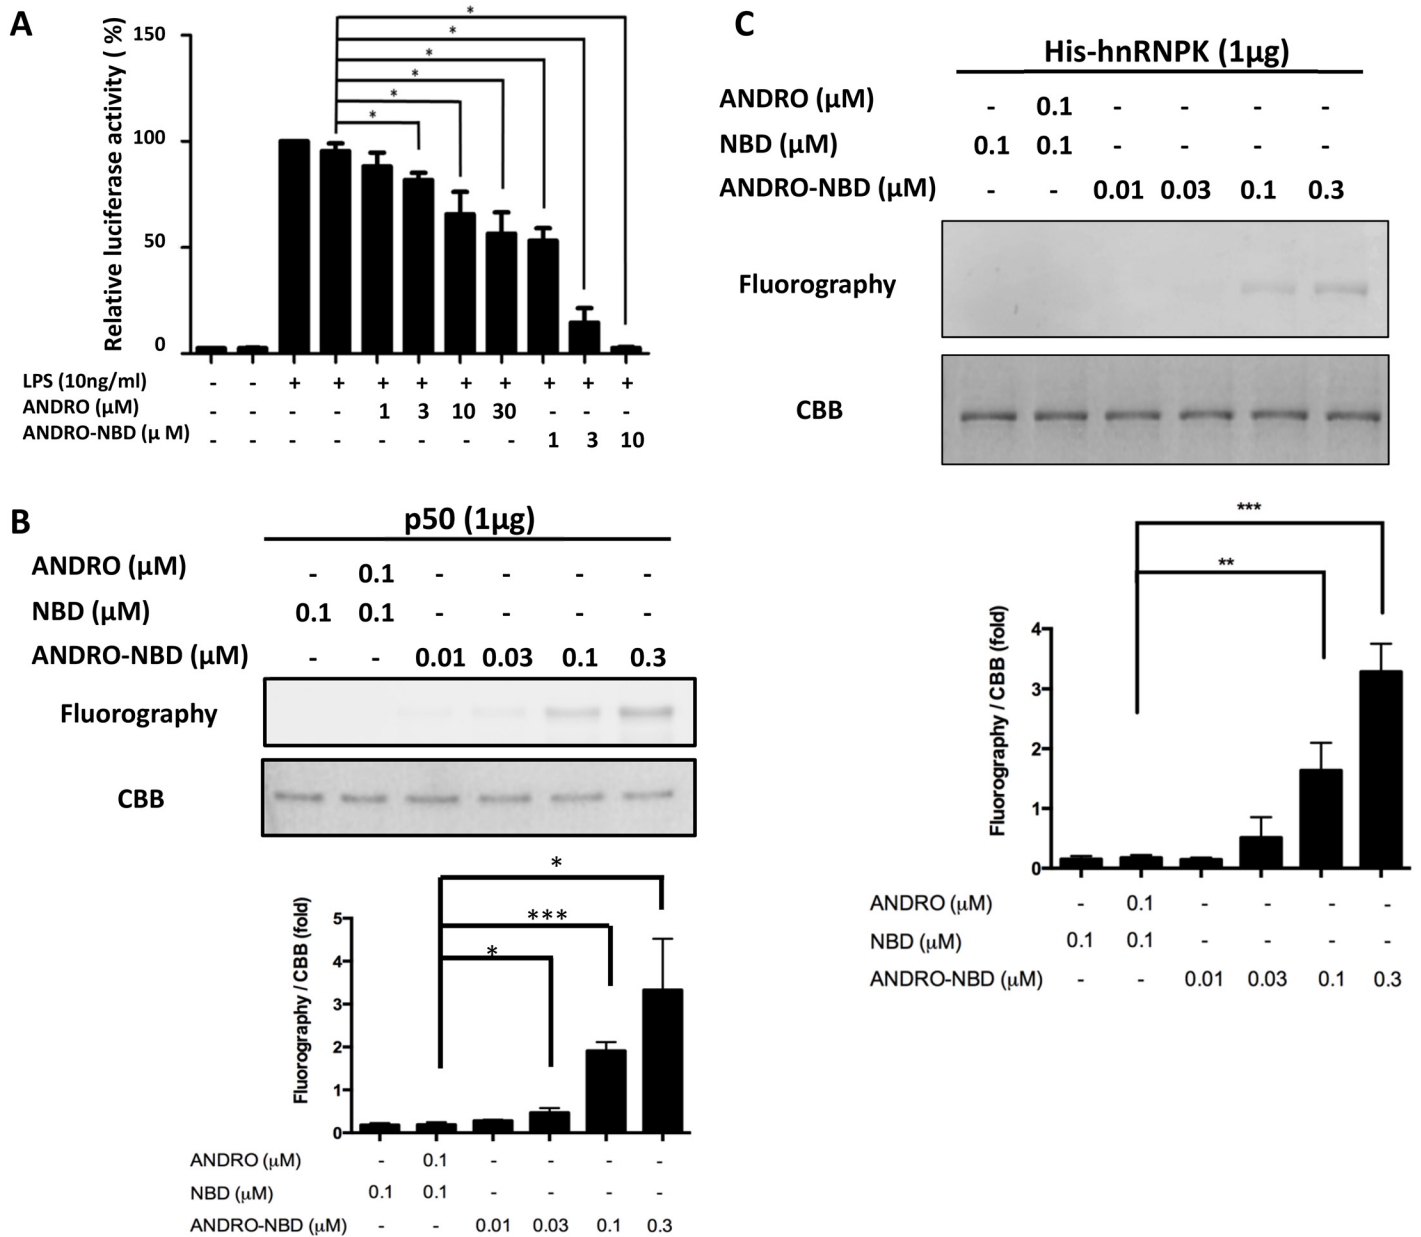 A
Relative luciferase activity ( %)
150
100
50
0
*
*
*
*
*
*
LPS (10ng/ml) - - + + + + + + + + +
ANDRO (μM) - - - - 1 3 10 30 - - -
ANDRO-NBD (μ M) - - - - - - - - 1 3 10
B
p50 (1μg)
ANDRO (μM) - 0.1 - - - -
NBD (μM) 0.1 0.1 - - - -
ANDRO-NBD (μM) - - 0.01 0.03 0.1 0.3
Fluorography
CBB
*
***
*
Fluorography / CBB (fold)
5
4
3
2
1
0
ANDRO (μM) - 0.1 - - - -
NBD (μM) 0.1 0.1 - - - -
ANDRO-NBD (μM) - - 0.01 0.03 0.1 0.3
C
His-hnRNPK (1μg)
ANDRO (μM) - 0.1 - - - -
NBD (μM) 0.1 0.1 - - - -
ANDRO-NBD (μM) - - 0.01 0.03 0.1 0.3
Fluorography
CBB
***
**
Fluorography / CBB (fold)
4
3
2
1
0
ANDRO (μM) - 0.1 - - - -
NBD (μM) 0.1 0.1 - - - -
ANDRO-NBD (μM) - - 0.01 0.03 0.1 0.3